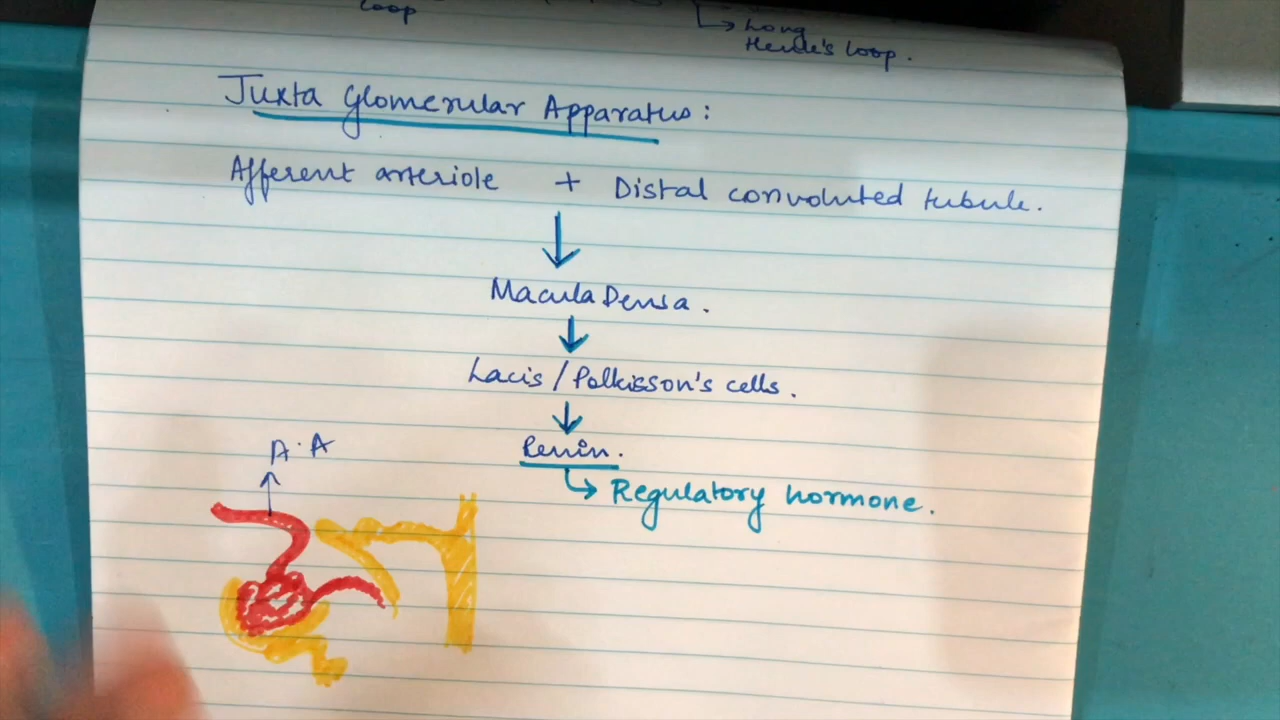 loop
Long
Henle's loop.
Juxta Glomerular Apparatus:
Afferent arteriole + Distal convoluted tubule.
Macula Densa.
Lacis / Polkisson's cells.
Renin.
Regulatory hormone.
A.A